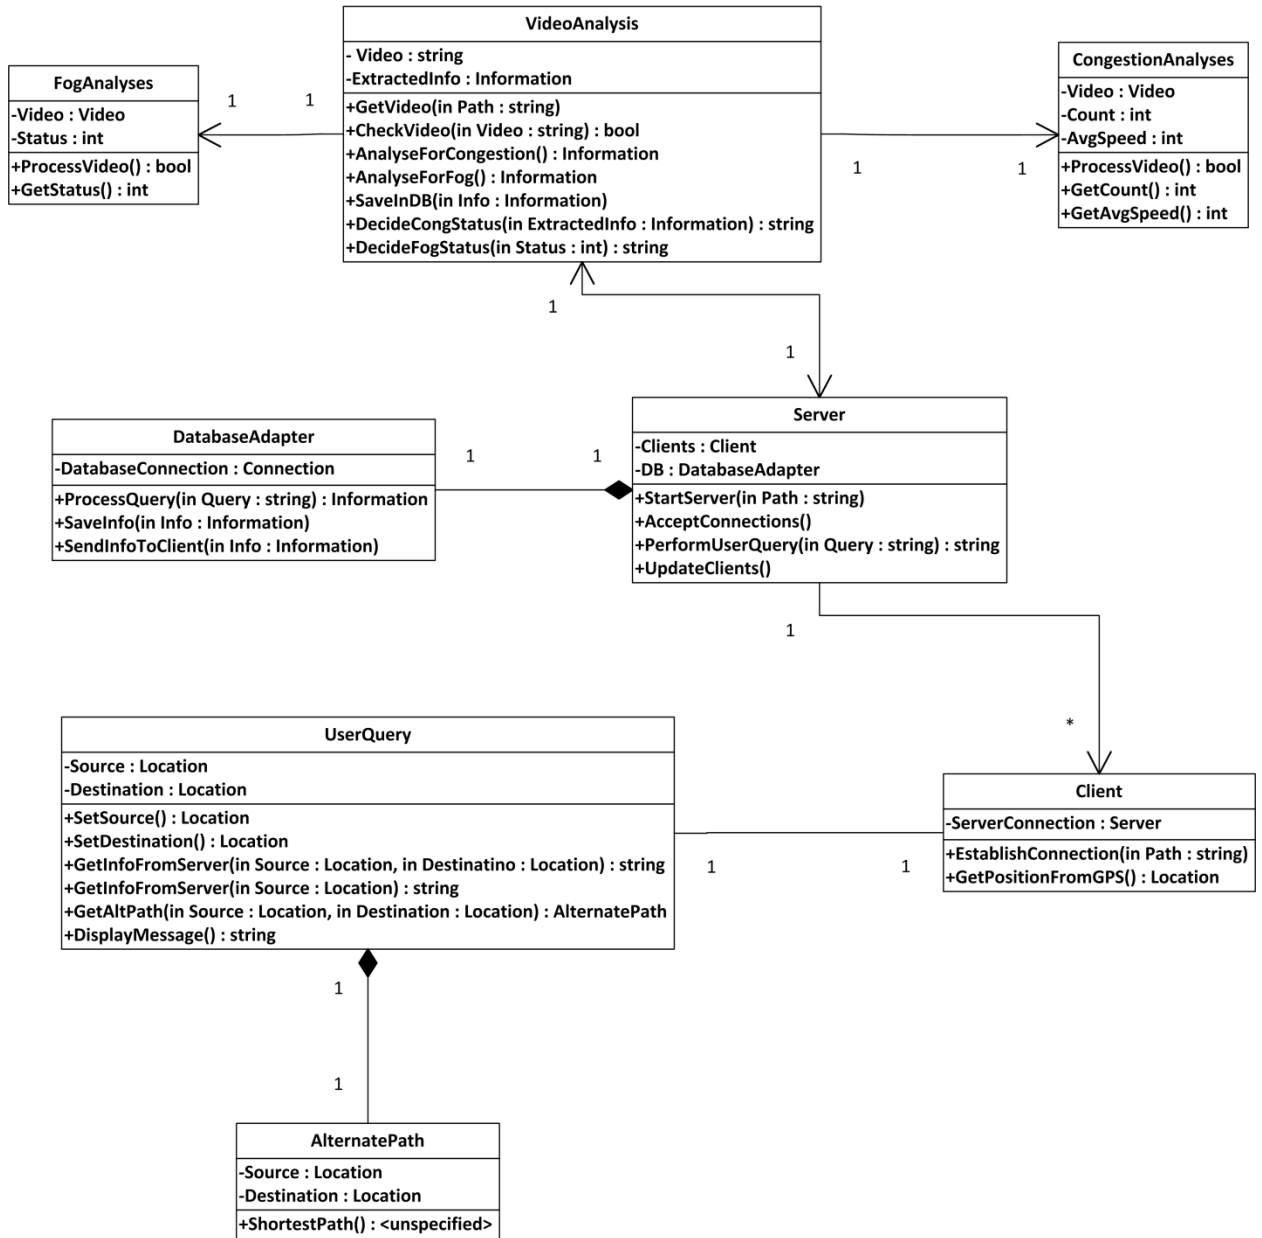 VideoAnalysis
- Video : string
-ExtractedInfo : Information
+GetVideo(in Path : string)
+CheckVideo(in Video : string) : bool
+AnalyseForCongestion() : Information
+AnalyseForFog() : Information
+SaveInDB(in Info : Information)
+DecideCongStatus(in ExtractedInfo : Information) : string
+DecideFogStatus(in Status : int) : string
FogAnalyses
-Video : Video
-Status : int
+ProcessVideo() : bool
+GetStatus() : int
1
1
CongestionAnalyses
-Video : Video
-Count : int
-AvgSpeed : int
+ProcessVideo() : bool
+GetCount() : int
+GetAvgSpeed() : int
1
1
1
1
DatabaseAdapter
-DatabaseConnection : Connection
+ProcessQuery(in Query : string) : Information
+SaveInfo(in Info : Information)
+SendInfoToClient(in Info : Information)
1
1
Server
-Clients : Client
-DB : DatabaseAdapter
+StartServer(in Path : string)
+AcceptConnections()
+PerformUserQuery(in Query : string) : string
+UpdateClients()
1
*
UserQuery
-Source : Location
-Destination : Location
+SetSource() : Location
+SetDestination() : Location
+GetInfoFromServer(in Source : Location, in Destinatino : Location) : string
+GetInfoFromServer(in Source : Location) : string
+GetAltPath(in Source : Location, in Destination : Location) : AlternatePath
+DisplayMessage() : string
1
1
Client
-ServerConnection : Server
+EstablishConnection(in Path : string)
+GetPositionFromGPS() : Location
1
1
AlternatePath
-Source : Location
-Destination : Location
+ShortestPath() : <unspecified>